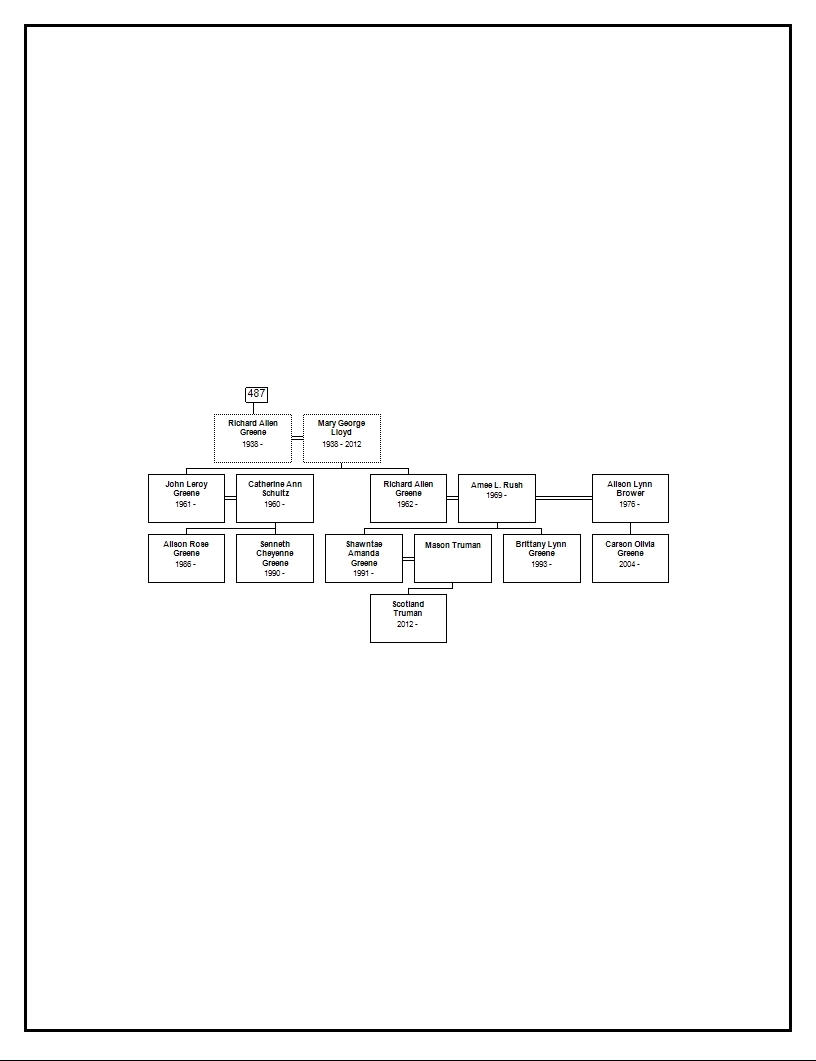 487
Richard Allen
Greene
1938 -
Mary George
Lloyd
1938 - 2012
John Leroy
Greene
1961 -
Catherine Ann
Schultz
1960 -
Richard Allen
Greene
1962 -
Amee L. Rush
1969 -
Alison Lynn
Brower
1976 -
Alison Rose
Greene
1986 -
Senneth
Cheyenne
Greene
1990 -
Shawntae
Amanda
Greene
1991 -
Mason Truman
Brittany Lynn
Greene
1993 -
Carson Olivia
Greene
2004 -
Scotland
Truman
2012 -